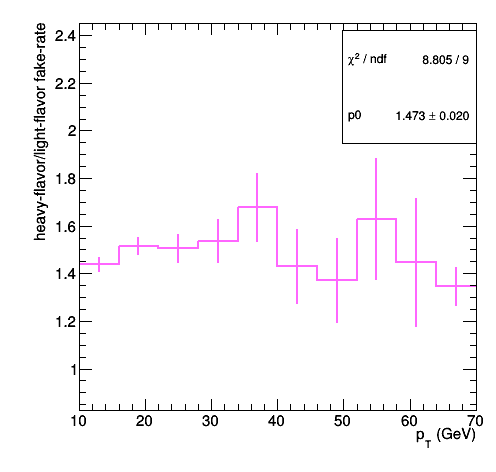 heavy-flavor/light-flavor fake-rate
2.4
2.2
2
1.8
1.6
1.4
1.2
1
χ² / ndf 8.805 / 9
p0 1.473 ± 0.020
10 20 30 40 50 60 70
p_T (GeV)